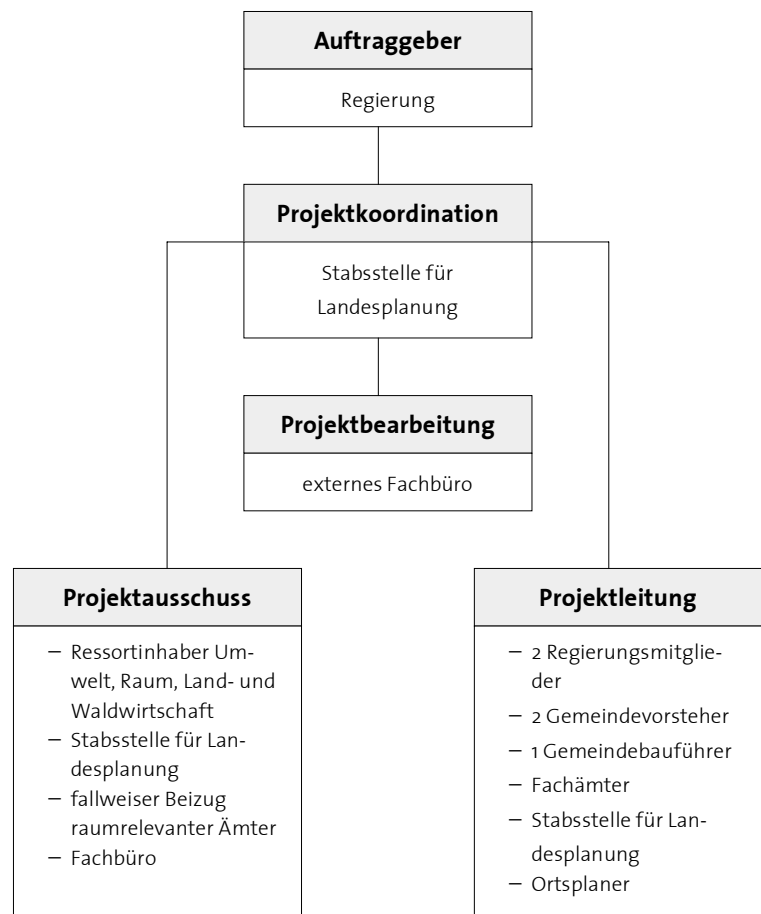 Auftraggeber
Regierung
Projektkoordination
Stabsstelle für
Landesplanung
Projektbearbeitung
externes Fachbüro
Projektausschuss
– Ressortinhaber Um-
welt, Raum, Land- und
Waldwirtschaft
– Stabsstelle für Lan-
desplanung
– fallweiser Beizug
raumrelevanter Ämter
– Fachbüro
Projektleitung
– 2 Regierungsmitglie-
der
– 2 Gemeindevorsteher
– 1 Gemeindebauführer
– Fachämter
– Stabsstelle für Lan-
desplanung
– Ortsplaner